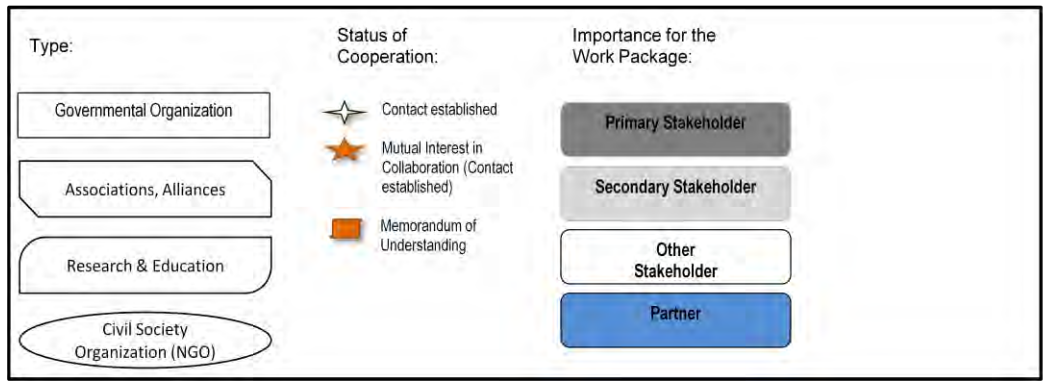 Type:
Governmental Organization
Associations, Alliances
Research & Education
Civil Society
Organization (NGO)
Status of
Cooperation:
Contact established
Mutual Interest in
Collaboration (Contact
established)
Memorandum of
Understanding
Importance for the
Work Package:
Primary Stakeholder
Secondary Stakeholder
Other
Stakeholder
Partner